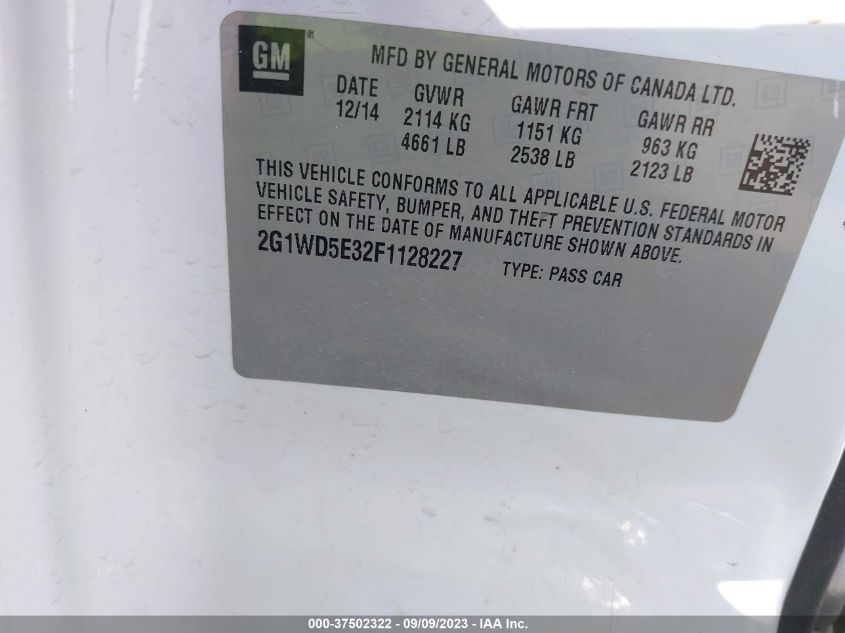 GM®
MFD BY GENERAL MOTORS OF CANADA LTD.
DATE GVWR GAWR FRT GAWR RR
12/14 2114 KG 1151 KG 963 KG
4661 LB 2538 LB 2123 LB
THIS VEHICLE CONFORMS TO ALL APPLICABLE U.S. FEDERAL MOTOR
VEHICLE SAFETY, BUMPER, AND THEFT PREVENTION STANDARDS IN
EFFECT ON THE DATE OF MANUFACTURE SHOWN ABOVE.
2G1WD5E32F1128227 TYPE: PASS CAR
000-37502322 - 09/09/2023 - IAA Inc.